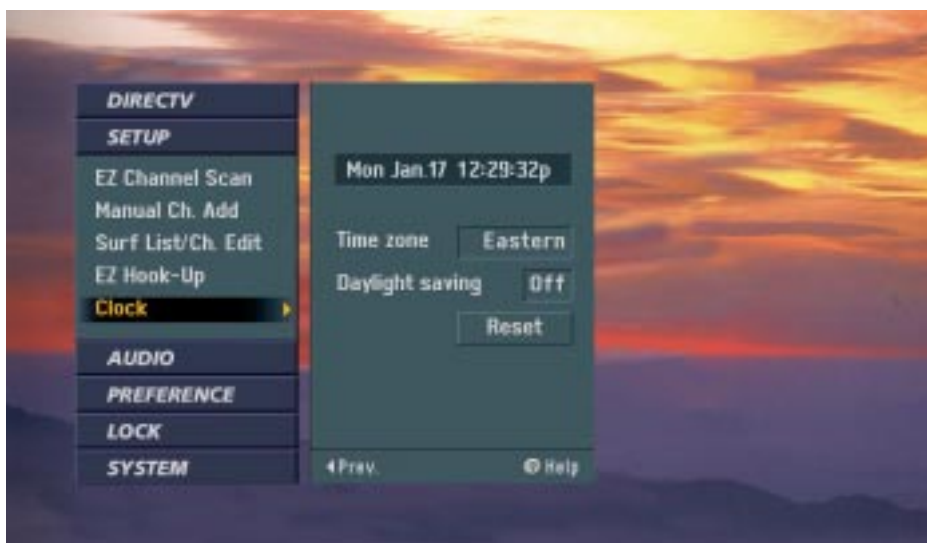 DIRECTV
SETUP
EZ Channel Scan
Manual Ch. Add
Surf List/Ch. Edit
EZ Hook-Up
Clock
AUDIO
PREFERENCE
LOCK
SYSTEM
Mon Jan.17 12:29:32p
Time zone Eastern
Daylight saving Off
Reset
Prev. Help